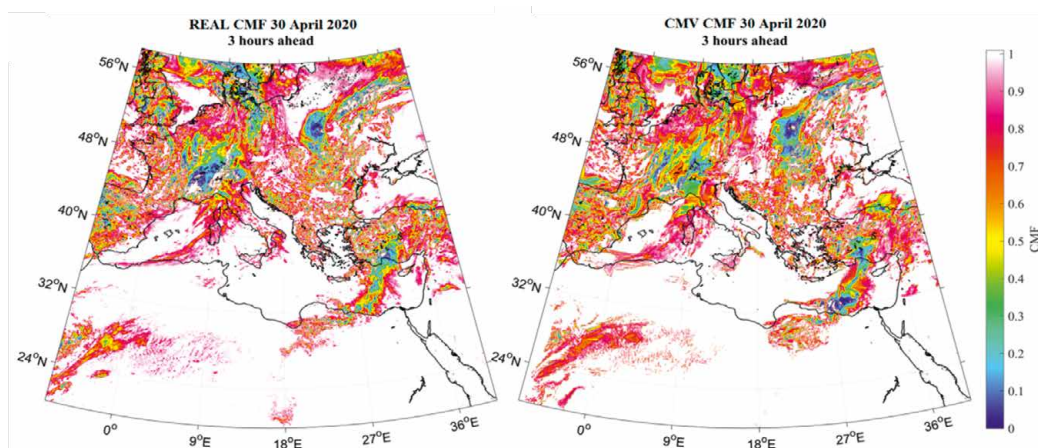 REAL CMF 30 April 2020
3 hours ahead
56°N
48°N
40°N
32°N
24°N
0°
9°E
18°E
27°E
36°E
CMV CMF 30 April 2020
3 hours ahead
56°N
48°N
40°N
32°N
24°N
0°
9°E
18°E
27°E
36°E
1
0.9
0.8
0.7
0.6
0.5
0.4
0.3
0.2
0.1
0
CMF